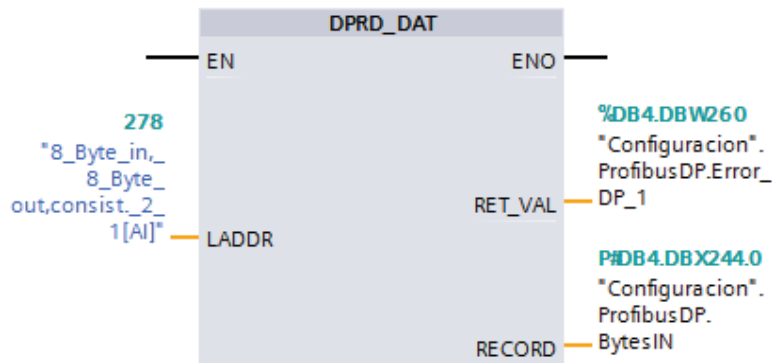 DPRD_DAT
EN
ENO
278
"8_Byte_in,_
8_Byte_
out,consist._2_
1[AI]"
LADDR
%DB4.DBW260
"Configuracion".
ProfibusDP.Error_
DP_1
RET_VAL
P#DB4.DBX244.0
"Configuracion".
ProfibusDP.
BytesIN
RECORD